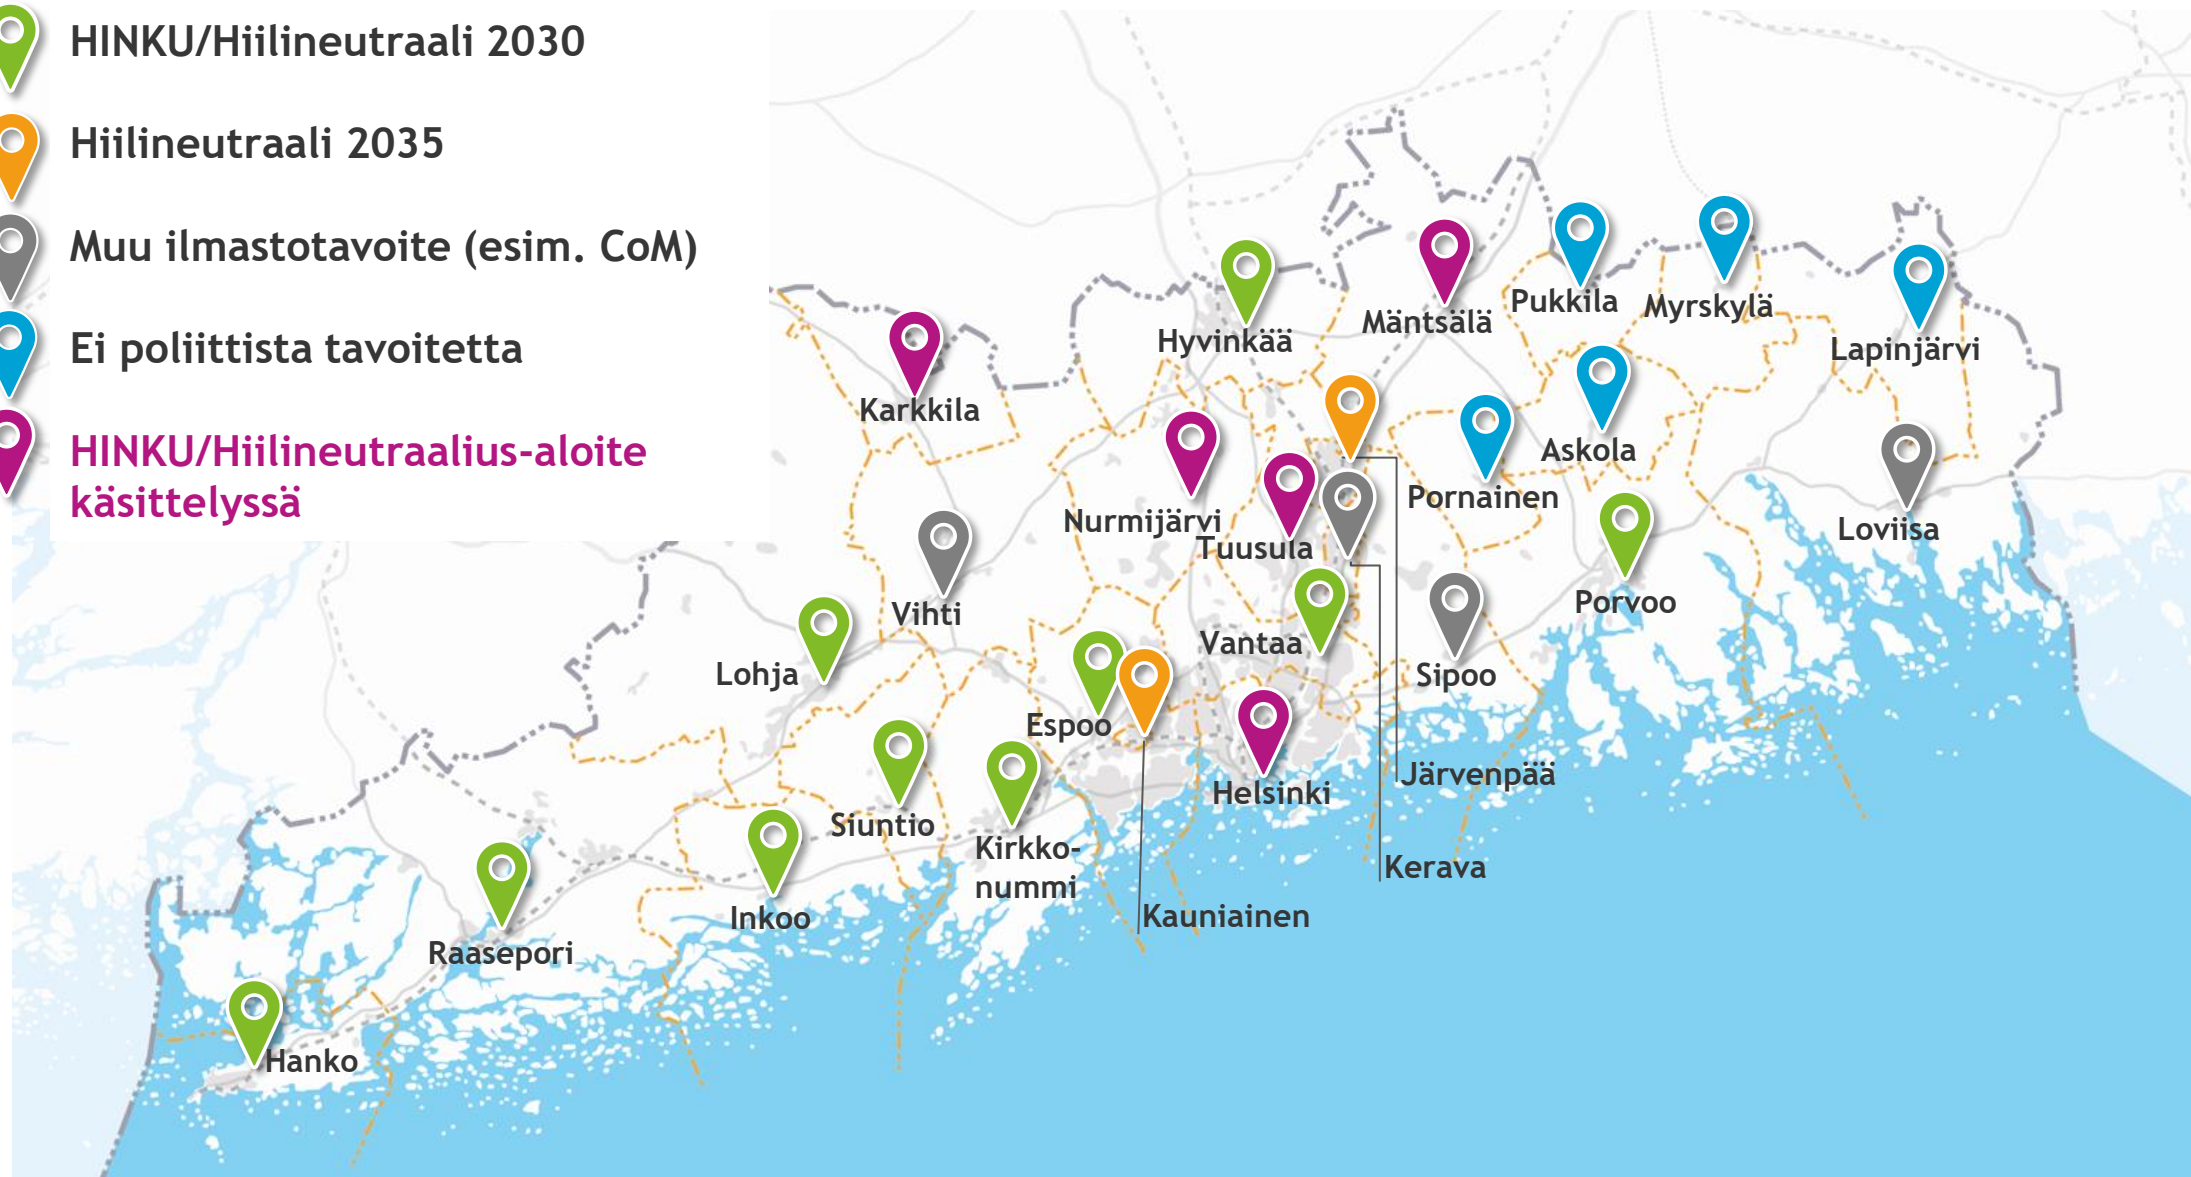 HINKU/Hiilineutraali 2030
Hiilineutraali 2035
Muu ilmastotavoite (esim. CoM)
Ei poliittista tavoitetta
HINKU/Hiilineutraalius-aloite
käsittelyssä
Pukkila
Myrskylä
Mäntsälä
Hyvinkää
Lapinjärvi
Karkkila
Askola
Pornainen
Nurmijärvi
Loviisa
Tuusula
Porvoo
Vihti
Vantaa
Lohja
Sipoo
Espoo
Järvenpää
Helsinki
Siuntio
Kirkko-
nummi
Kerava
Inkoo
Kauniainen
Raasepori
Hanko